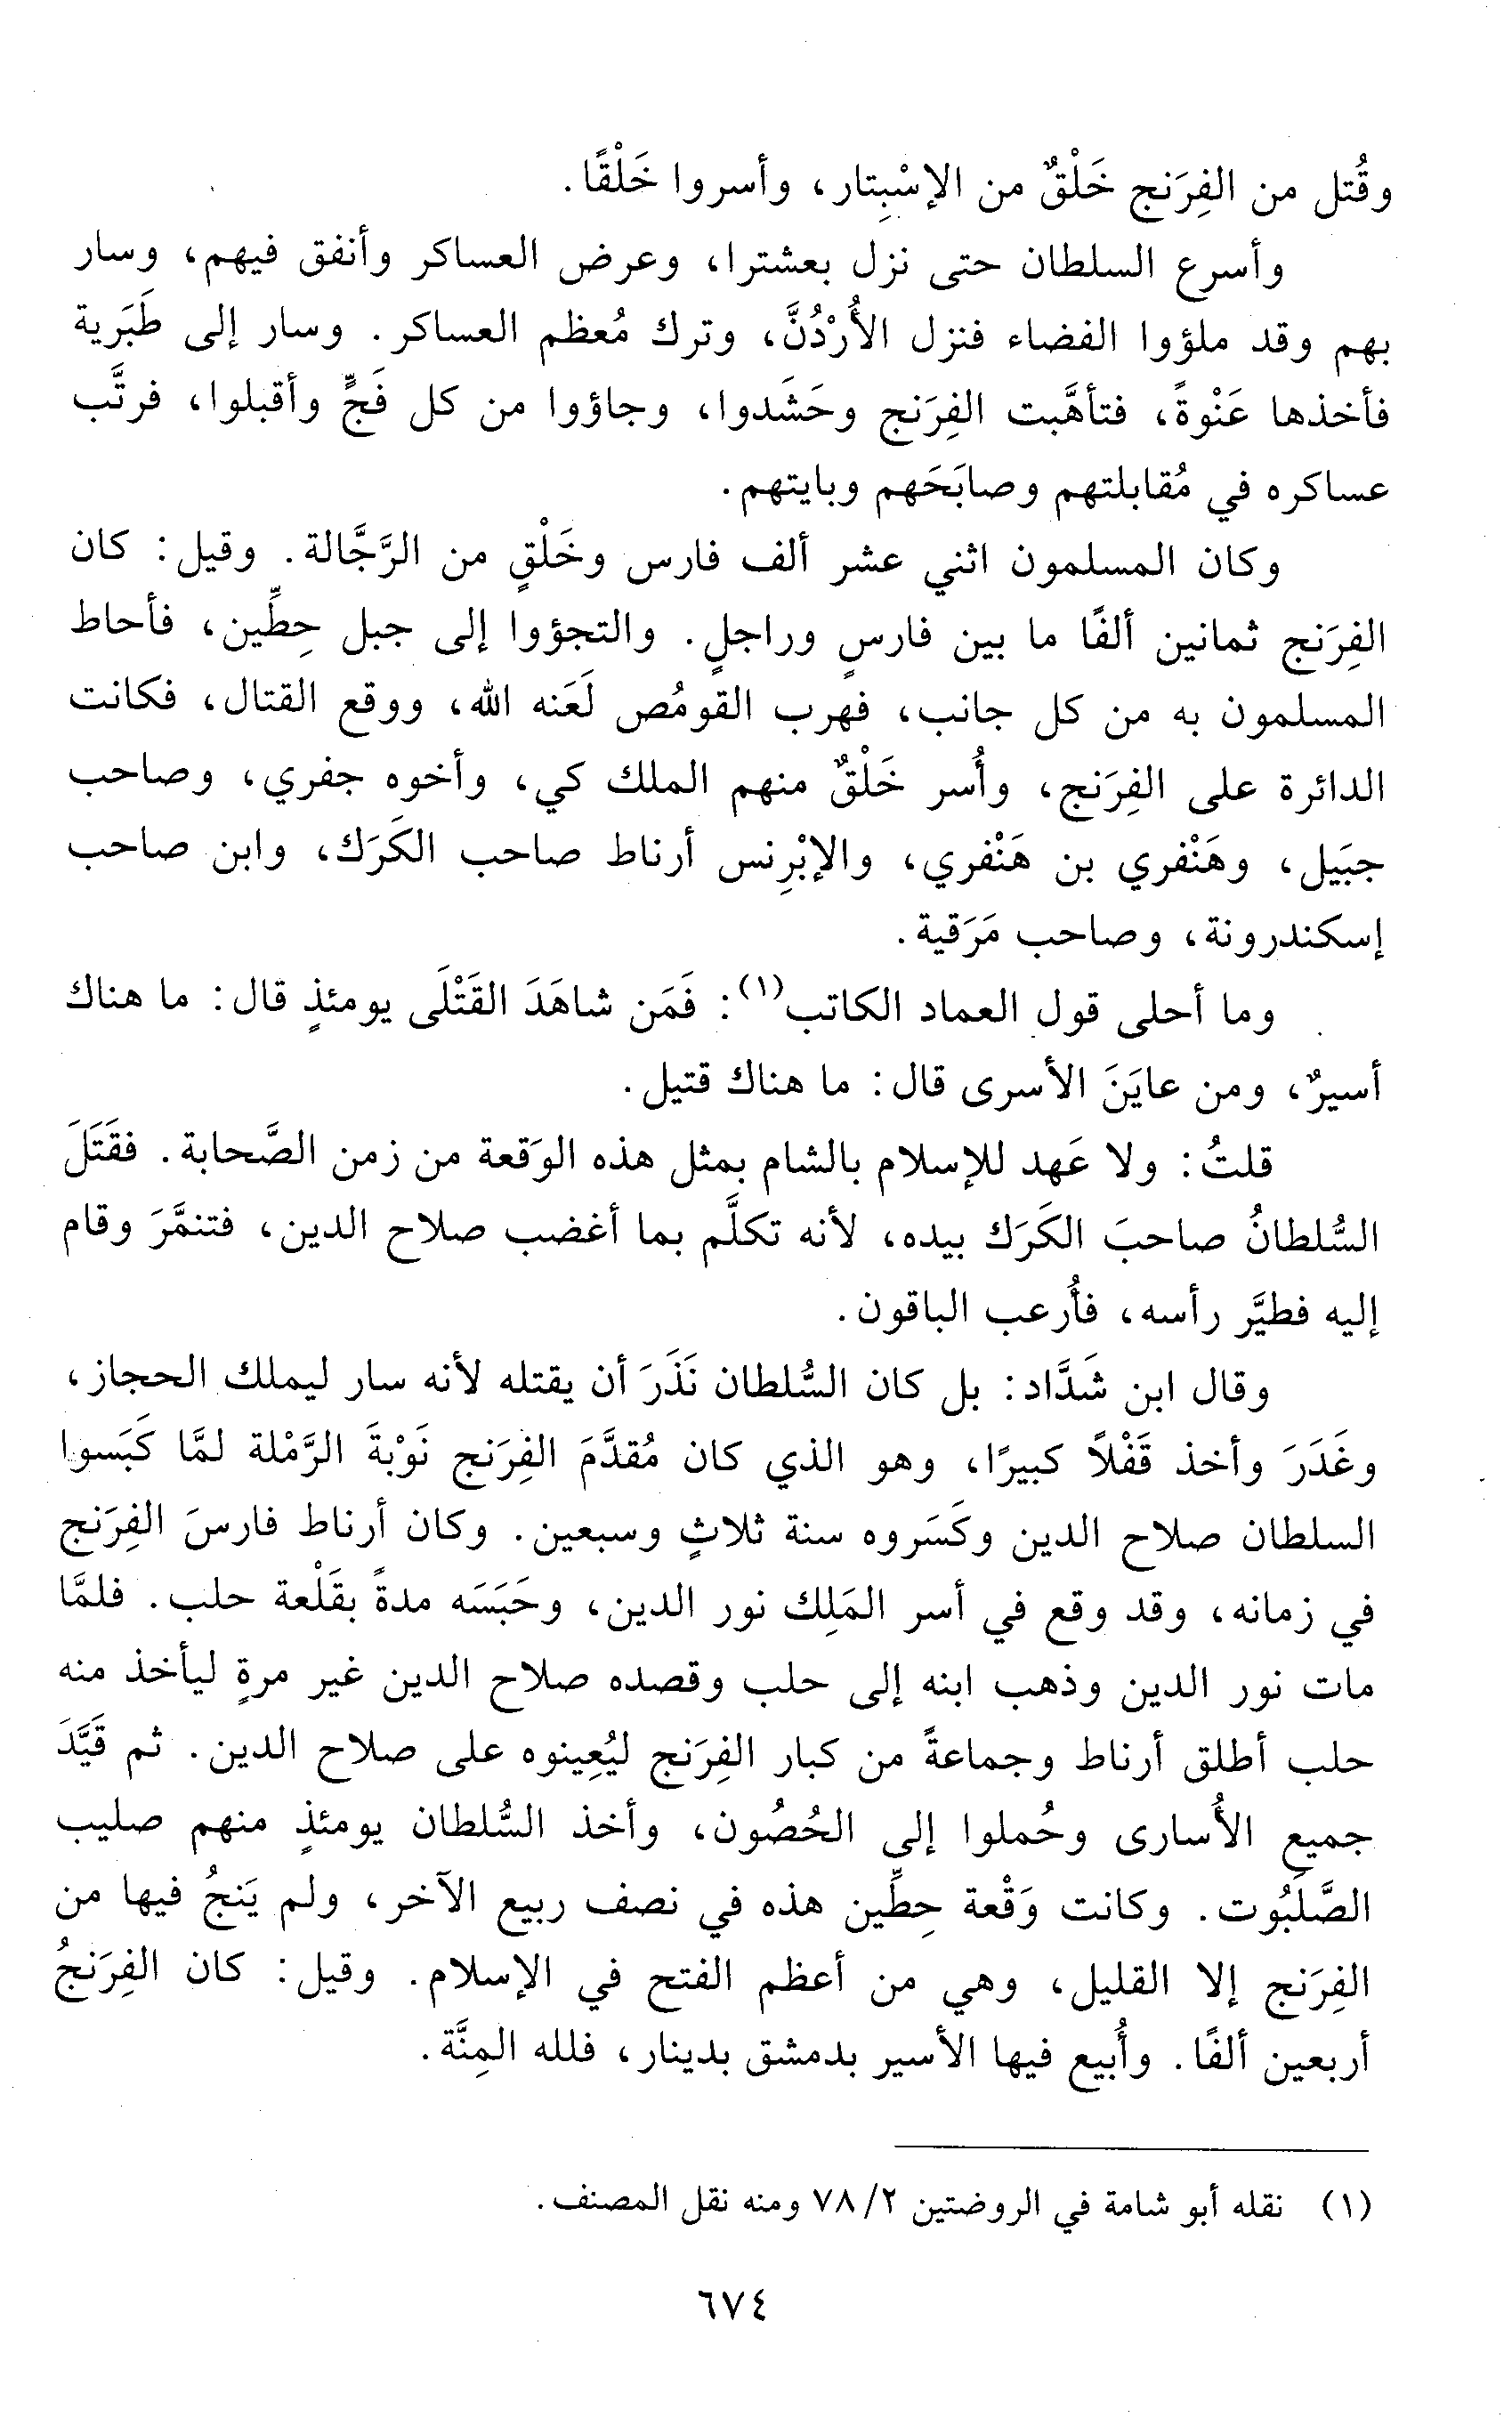 وقُتل من الفِرَنج خَلْقٌ من الإسْبِتار، وأسروا خَلْقًا.
وأسرع السلطان حتى نزل بعشترا، وعرض العساكر وأنفق فيهم، وسار
بهم وقد ملؤوا الفضاء فنزل الأُرْدُنَّ، وترك مُعظم العساكر. وسار إلى طَبَرية
فأخذها عَنْوةً، فتأهَّبت الفِرَنج وحَشَدوا، وجاؤوا من كل فَجٍّ وأقبلوا، فرتَّب
عساكره في مُقابلتهم وصابَحَهم وبايتهم.
وكان المسلمون اثني عشر ألف فارس وخَلْقٍ من الرَّجَّالة. وقيل: كان
الفِرَنج ثمانين ألفًا ما بين فارسٍ وراجلٍ. والتجؤوا إلى جبل حِطِّين، فأحاط
المسلمون به من كل جانب، فهرب القومُص لَعَنه الله، ووقع القتال، فكانت
الدائرة على الفِرَنج، وأُسر خَلْقٌ منهم الملك كي، وأخوه جفري، وصاحب
جبَيل، وهَنْفري بن هَنْفري، والإبْرِنس أرناط صاحب الكَرَك، وابن صاحب
إسكندرونة، وصاحب مَرَقية.
وما أحلى قول العماد الكاتب(١): فَمَن شاهَدَ القَتْلَى يومئذٍ قال: ما هناك
أسيرٌ، ومن عايَنَ الأسرى قال: ما هناك قتيل.
قلتُ: ولا عَهد للإسلام بالشام بمثل هذه الوَقعة من زمن الصَّحابة. فقَتَلَ
السُّلطانُ صاحبَ الكَرَك بيده، لأنه تكلَّم بما أغضب صلاح الدين، فتنمَّرَ وقام
إليه فطيَّر رأسه، فأُرعب الباقون.
وقال ابن شَدَّاد: بل كان السُّلطان نَذَرَ أن يقتله لأنه سار ليملك الحجاز،
وغَدَرَ وأخذ قَفْلاً كبيرًا، وهو الذي كان مُقدَّمَ الفِرَنج نَوْبةَ الرَّمْلة لمَّا كَبَسوا
السلطان صلاح الدين وكَسَروه سنة ثلاثٍ وسبعين. وكان أرناط فارسَ الفِرَنج
في زمانه، وقد وقع في أسر المَلِك نور الدين، وحَبَسَه مدةً بقَلْعة حلب. فلمَّا
مات نور الدين وذهب ابنه إلى حلب وقصده صلاح الدين غير مرةٍ ليأخذ منه
حلب أطلق أرناط وجماعةً من كبار الفِرَنج ليُعِينوه على صلاح الدين. ثم قَيَّدَ
جميعِ الأُسارى وحُملوا إلى الحُصُون، وأخذ السُّلطان يومئذٍ منهم صليب
الصَّلَبُوت. وكانت وَقْعة حِطِّين هذه في نصف ربيع الآخر، ولم يَنجُ فيها من
الفِرَنج إلا القليل، وهي من أعظم الفتح في الإسلام. وقيل: كان الفِرَنجُ
أربعين ألفًا. وأُبيع فيها الأسير بدمشق بدينار، فلله المِنَّة.
(١) نقله أبو شامة في الروضتين ٢/ ٧٨ ومنه نقل المصنف.
٦٧٤